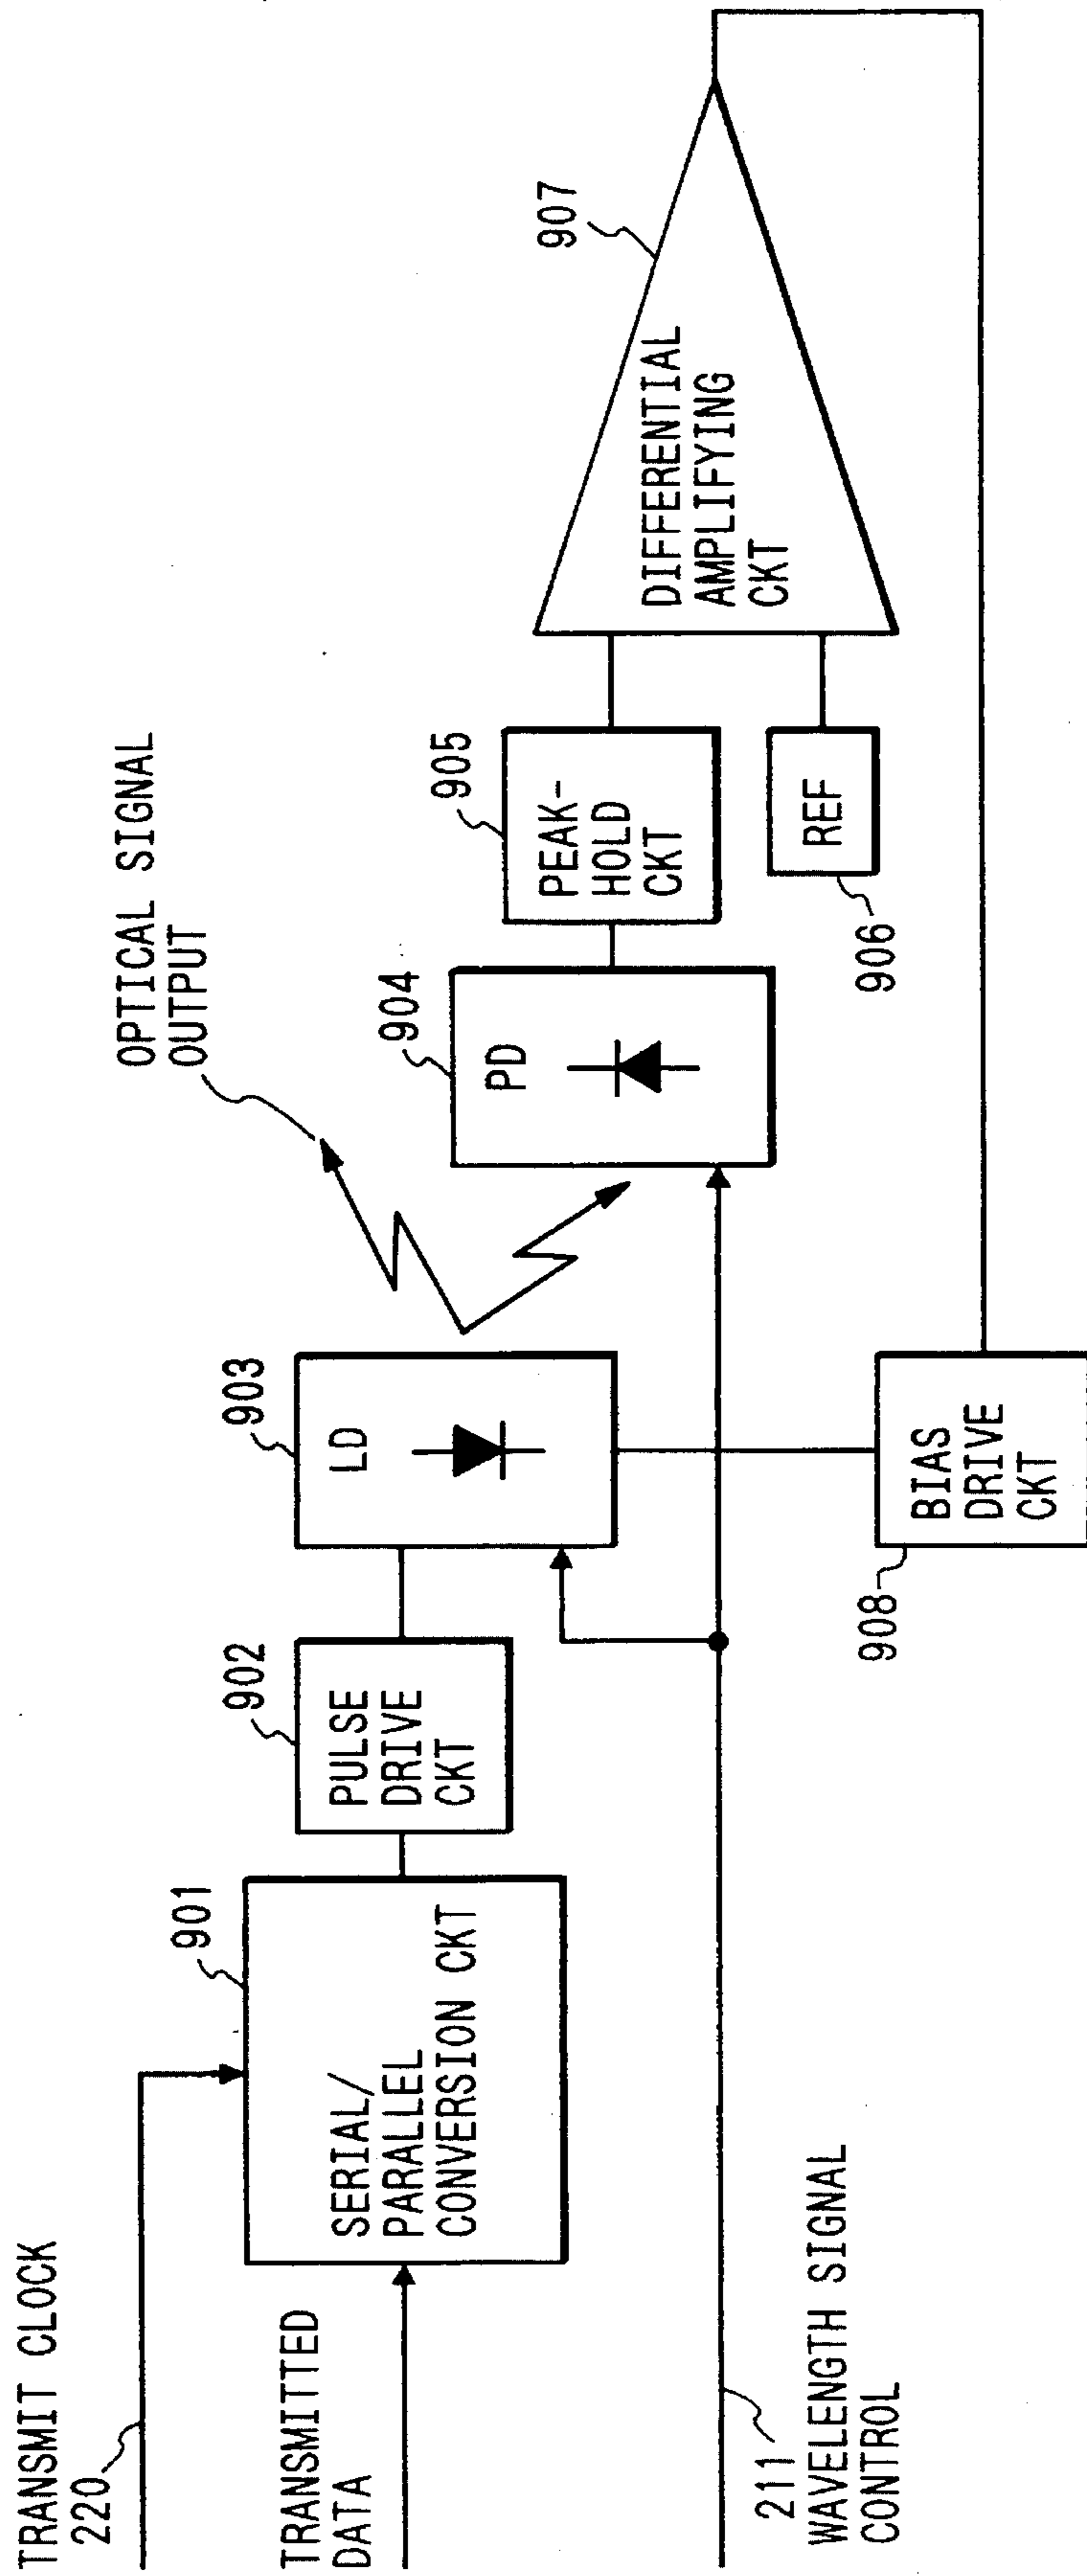 TRANSMIT CLOCK
220
TRANSMITTED
DATA
211
WAVELENGTH SIGNAL
CONTROL
901
SERIAL/
PARALLEL
CONVERSION CKT
902
PULSE
DRIVE
CKT
903
LD
908
BIAS
DRIVE
CKT
OPTICAL SIGNAL
OUTPUT
904
PD
905
PEAK-
HOLD
CKT
906
REF
907
DIFFERENTIAL
AMPLIFYING
CKT